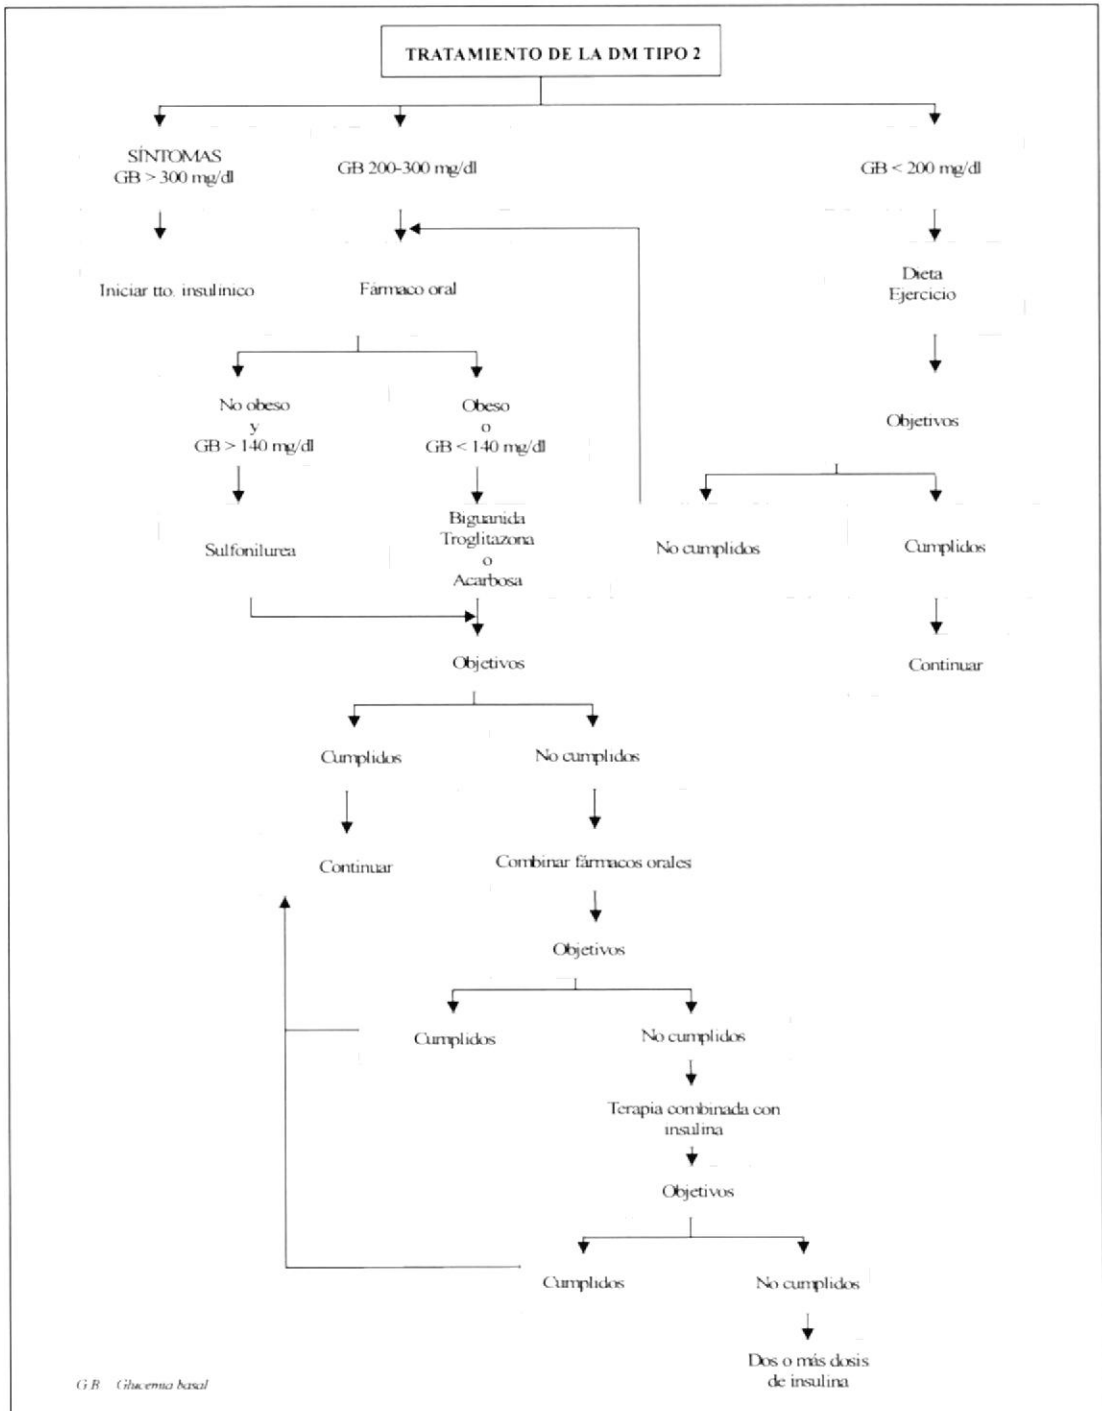 TRATAMIENTO DE LA DM TIPO 2
SÍNTOMAS
GB > 300 mg/dl
GB 200-300 mg/dl
GB < 200 mg/dl
Iniciar tto. insulínico
Fármaco oral
Dieta
Ejercicio
No obeso
y
GB > 140 mg/dl
Obeso
o
GB < 140 mg/dl
Objetivos
Sulfonilurea
Biguanida
Troglitazona
o
Acarbosa
No cumplidos
Cumplidos
Objetivos
Continuar
Cumplidos
No cumplidos
Continuar
Combinar fármacos orales
Objetivos
Cumplidos
No cumplidos
Terapia combinada con
insulina
Objetivos
Cumplidos
No cumplidos
Dos o más dosis
de insulina
G.B. Glucemia basal